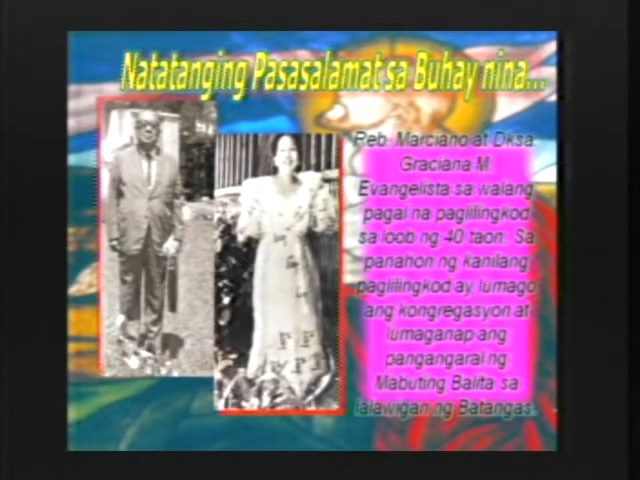 Natatanging Pasasalamat sa Buhay nina...
Reb. Marciano at Dksa.
Graciana M.
Evangelista sa walang
pagal na paglilingkod
sa loob ng 40 taon. Sa
panahon ng kanilang
paglilingkod ay lumago
ang kongregasyon at
lumaganap ang
pangangaral ng
Mabuting Balita sa
lalawigan ng Batangas.